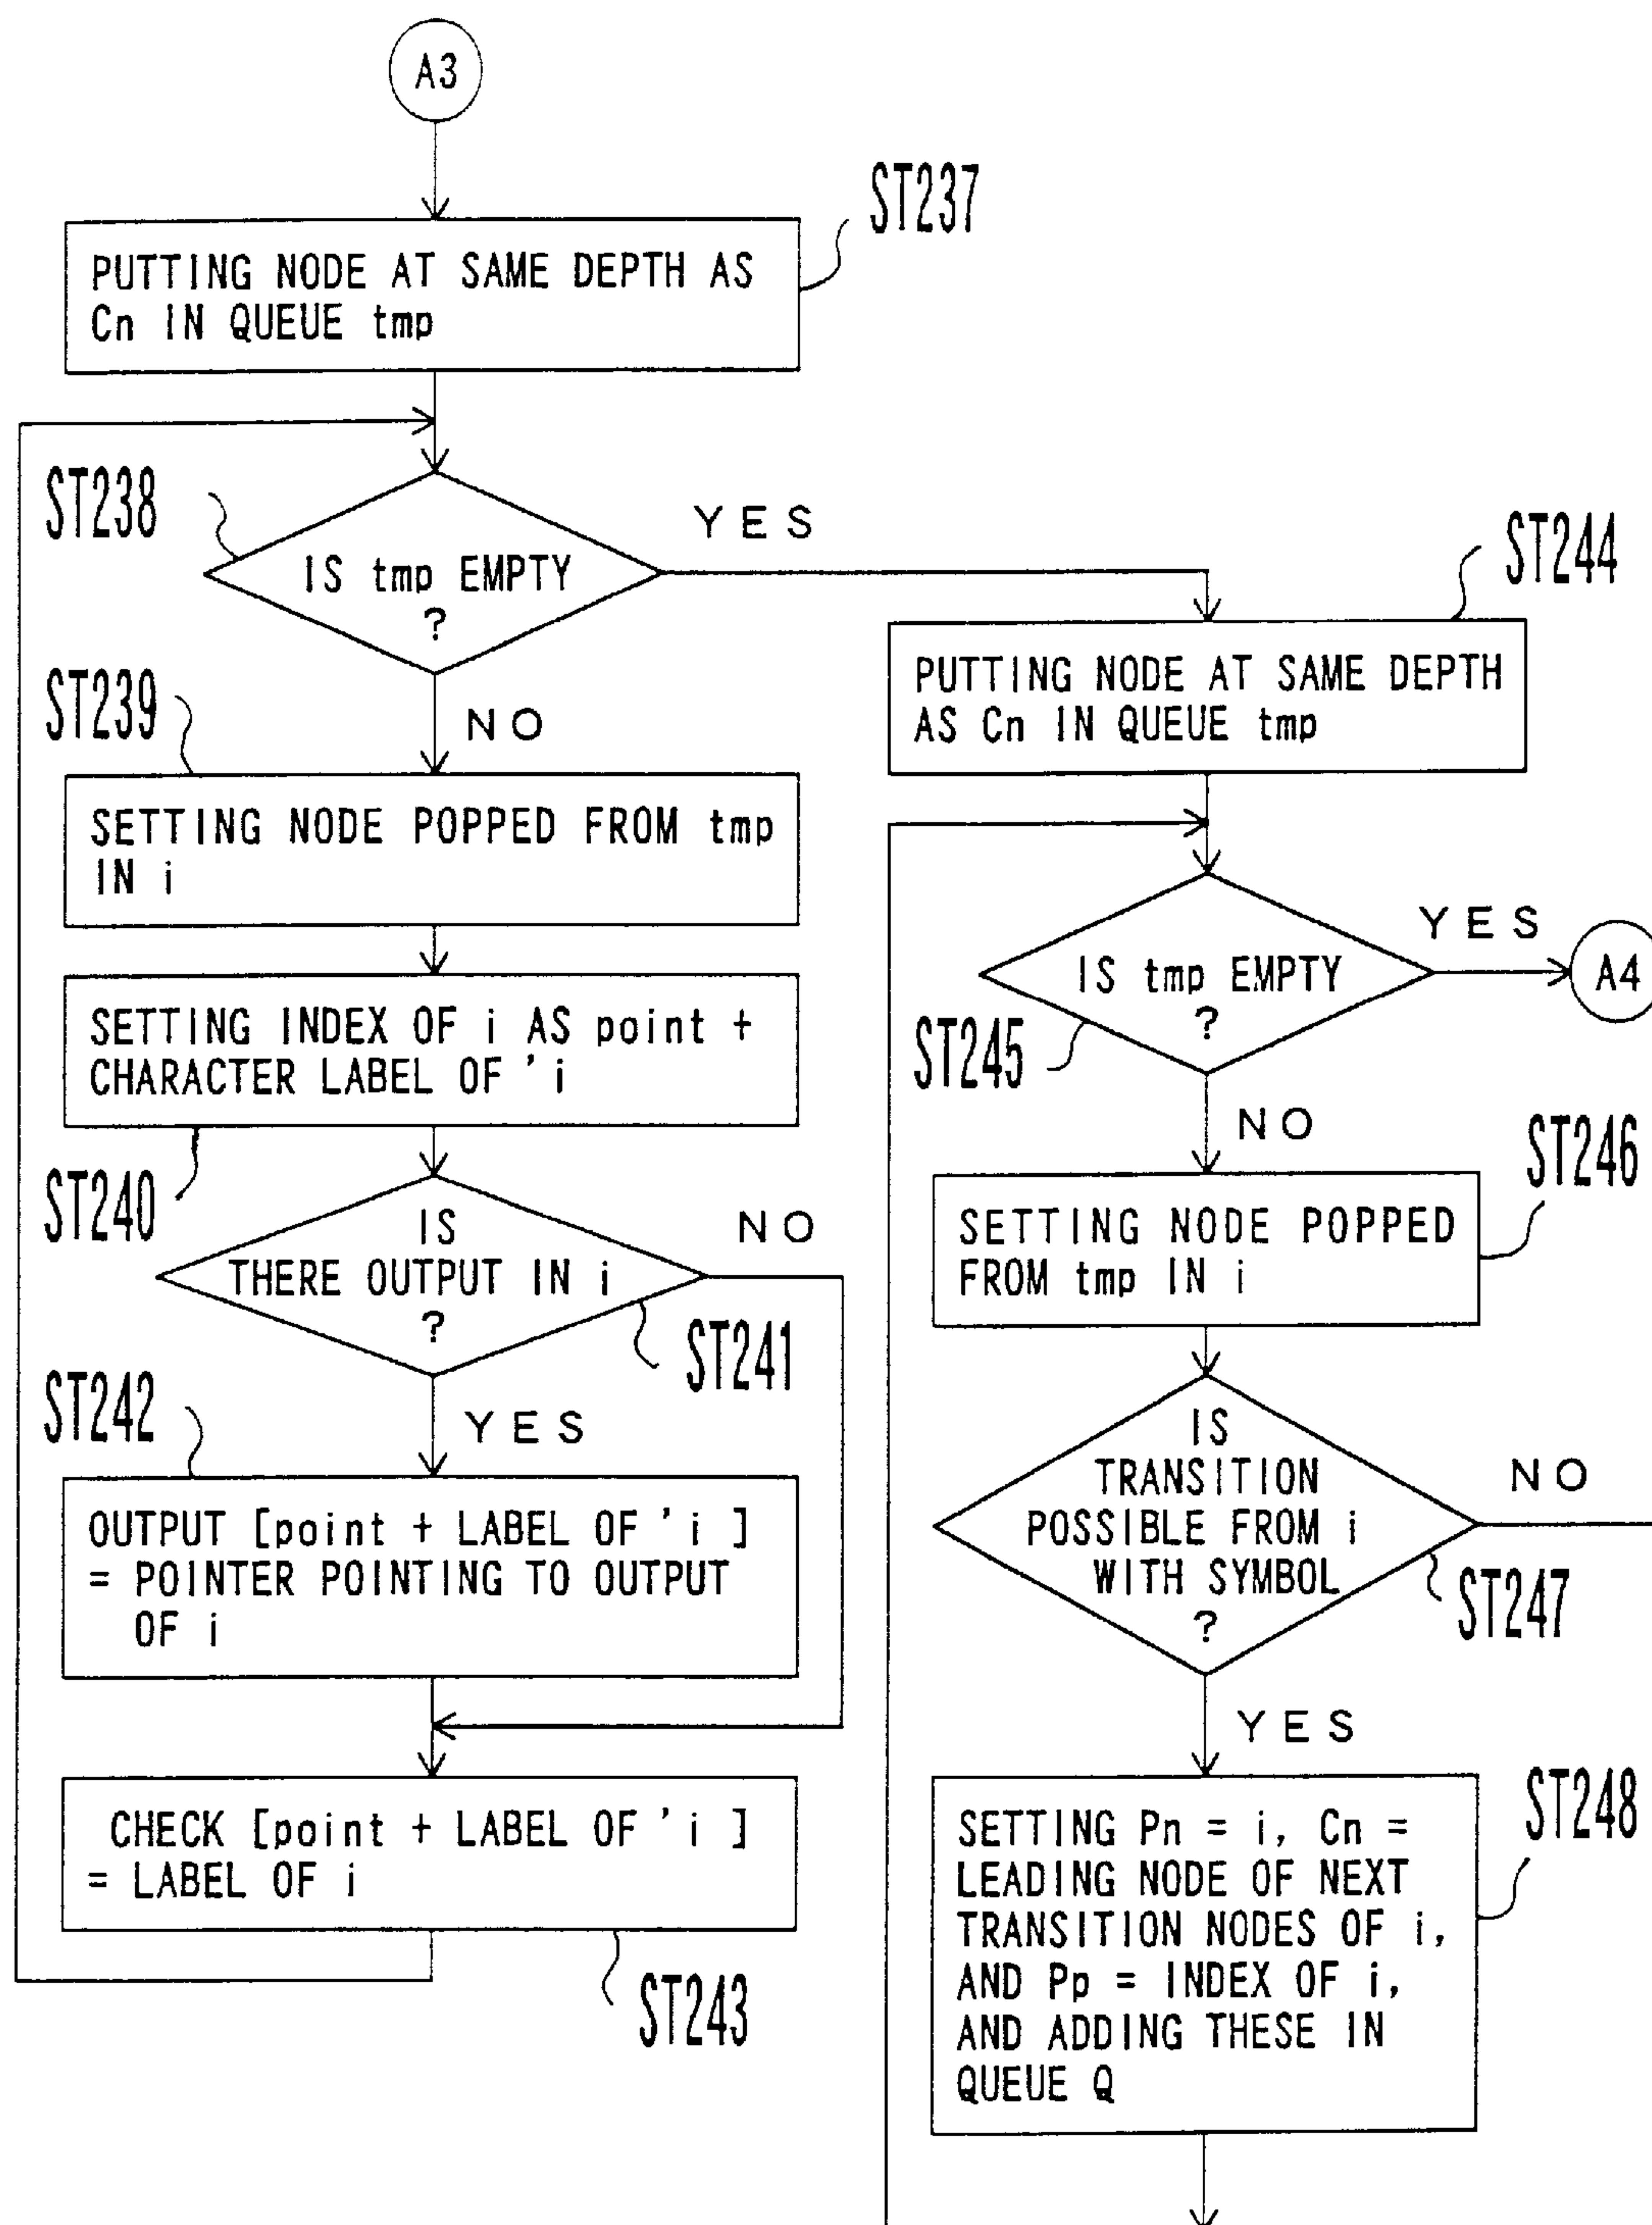 A3
ST237
PUTTING NODE AT SAME DEPTH AS
Cn IN QUEUE tmp
ST238
IS tmp EMPTY
?
YES
NO
ST239
SETTING NODE POPPED FROM tmp
IN i
SETTING INDEX OF i AS point +
CHARACTER LABEL OF 'i
ST240
IS
THERE OUTPUT IN i
?
NO
ST241
YES
ST242
OUTPUT [point + LABEL OF 'i ]
= POINTER POINTING TO OUTPUT
OF i
CHECK [point + LABEL OF 'i ]
= LABEL OF i
ST243
ST244
PUTTING NODE AT SAME DEPTH
AS Cn IN QUEUE tmp
IS tmp EMPTY
?
YES
A4
ST245
NO
ST246
SETTING NODE POPPED
FROM tmp IN i
IS
TRANSITION
POSSIBLE FROM i
WITH SYMBOL
?
NO
ST247
YES
ST248
SETTING Pn = i, Cn =
LEADING NODE OF NEXT
TRANSITION NODES OF i,
AND Pp = INDEX OF i,
AND ADDING THESE IN
QUEUE Q